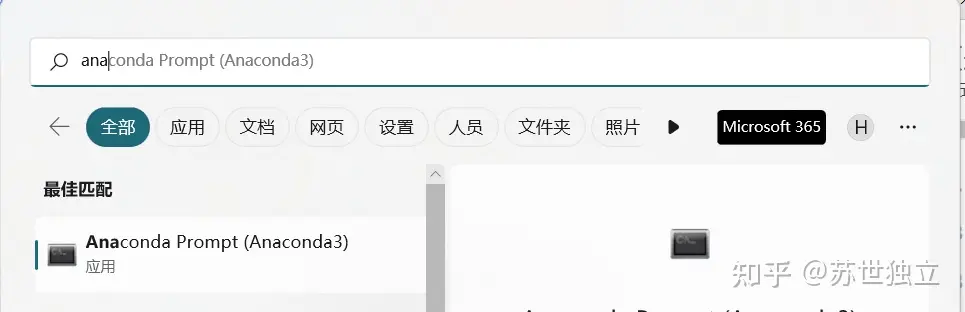 anaconda Prompt (Anaconda3)
全部 应用 文档 网页 设置 人员 文件夹 照片 Microsoft 365 H
最佳匹配
Anaconda Prompt (Anaconda3)
应用
知乎 @苏世独立